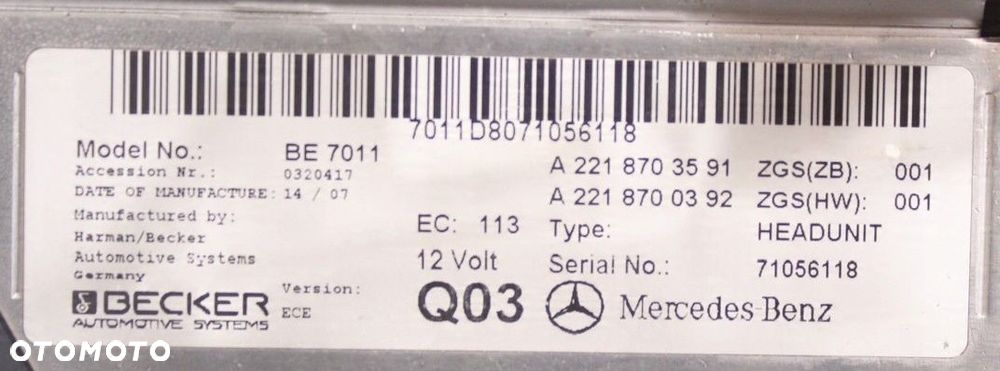 7011D8071056118
Model No.: BE 7011
Accession Nr.: 0320417
DATE OF MANUFACTURE: 14 / 07
Manufactured by:
Harman/Becker
Automotive Systems
Germany
BECKER
AUTOMOTIVE SYSTEMS
Version:
ECE
A 221 870 35 91 ZGS(ZB): 001
A 221 870 03 92 ZGS(HW): 001
EC: 113 Type: HEADUNIT
12 Volt Serial No.: 71056118
Q03 Mercedes-Benz
OTOMOTO